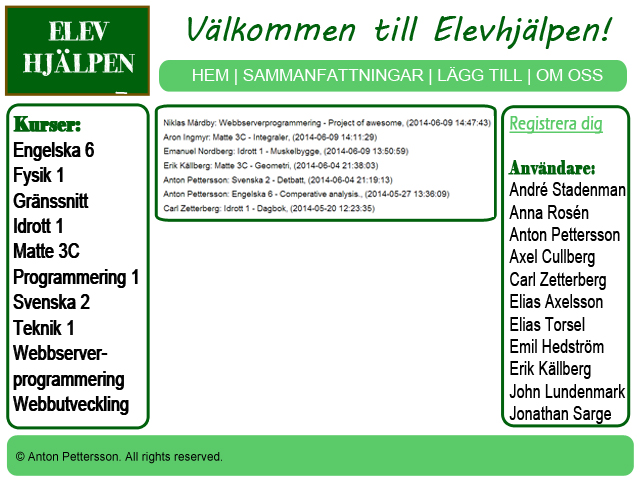 ELEV
HJÄLPEN
Välkommen till Elevhjälpen!
HEM | SAMMANFATTNINGAR | LÄGG TILL | OM OSS
Kurser:
Engelska 6
Fysik 1
Gränssnitt
Idrott 1
Matte 3C
Programmering 1
Svenska 2
Teknik 1
Webbserver-
programmering
Webbutveckling
Niklas Mårdby: Webbserverprogrammering - Project of awesome, (2014-06-09 14:47:43)
Aron Ingmyr: Matte 3C - Integraler, (2014-06-09 14:11:29)
Emanuel Nordberg: Idrott 1 - Muskelbygge, (2014-06-09 13:50:59)
Erik Källberg: Matte 3C - Geometri, (2014-06-04 21:38:03)
Anton Pettersson: Svenska 2 - Detbatt, (2014-06-04 21:19:13)
Anton Pettersson: Engelska 6 - Comperative analysis., (2014-05-27 13:36:09)
Carl Zetterberg: Idrott 1 - Dagbok, (2014-05-20 12:23:35)
Registrera dig
Användare:
André Stadenman
Anna Rosén
Anton Pettersson
Axel Cullberg
Carl Zetterberg
Elias Axelsson
Elias Torsel
Emil Hedström
Erik Källberg
John Lundenmark
Jonathan Sarge
© Anton Pettersson. All rights reserved.